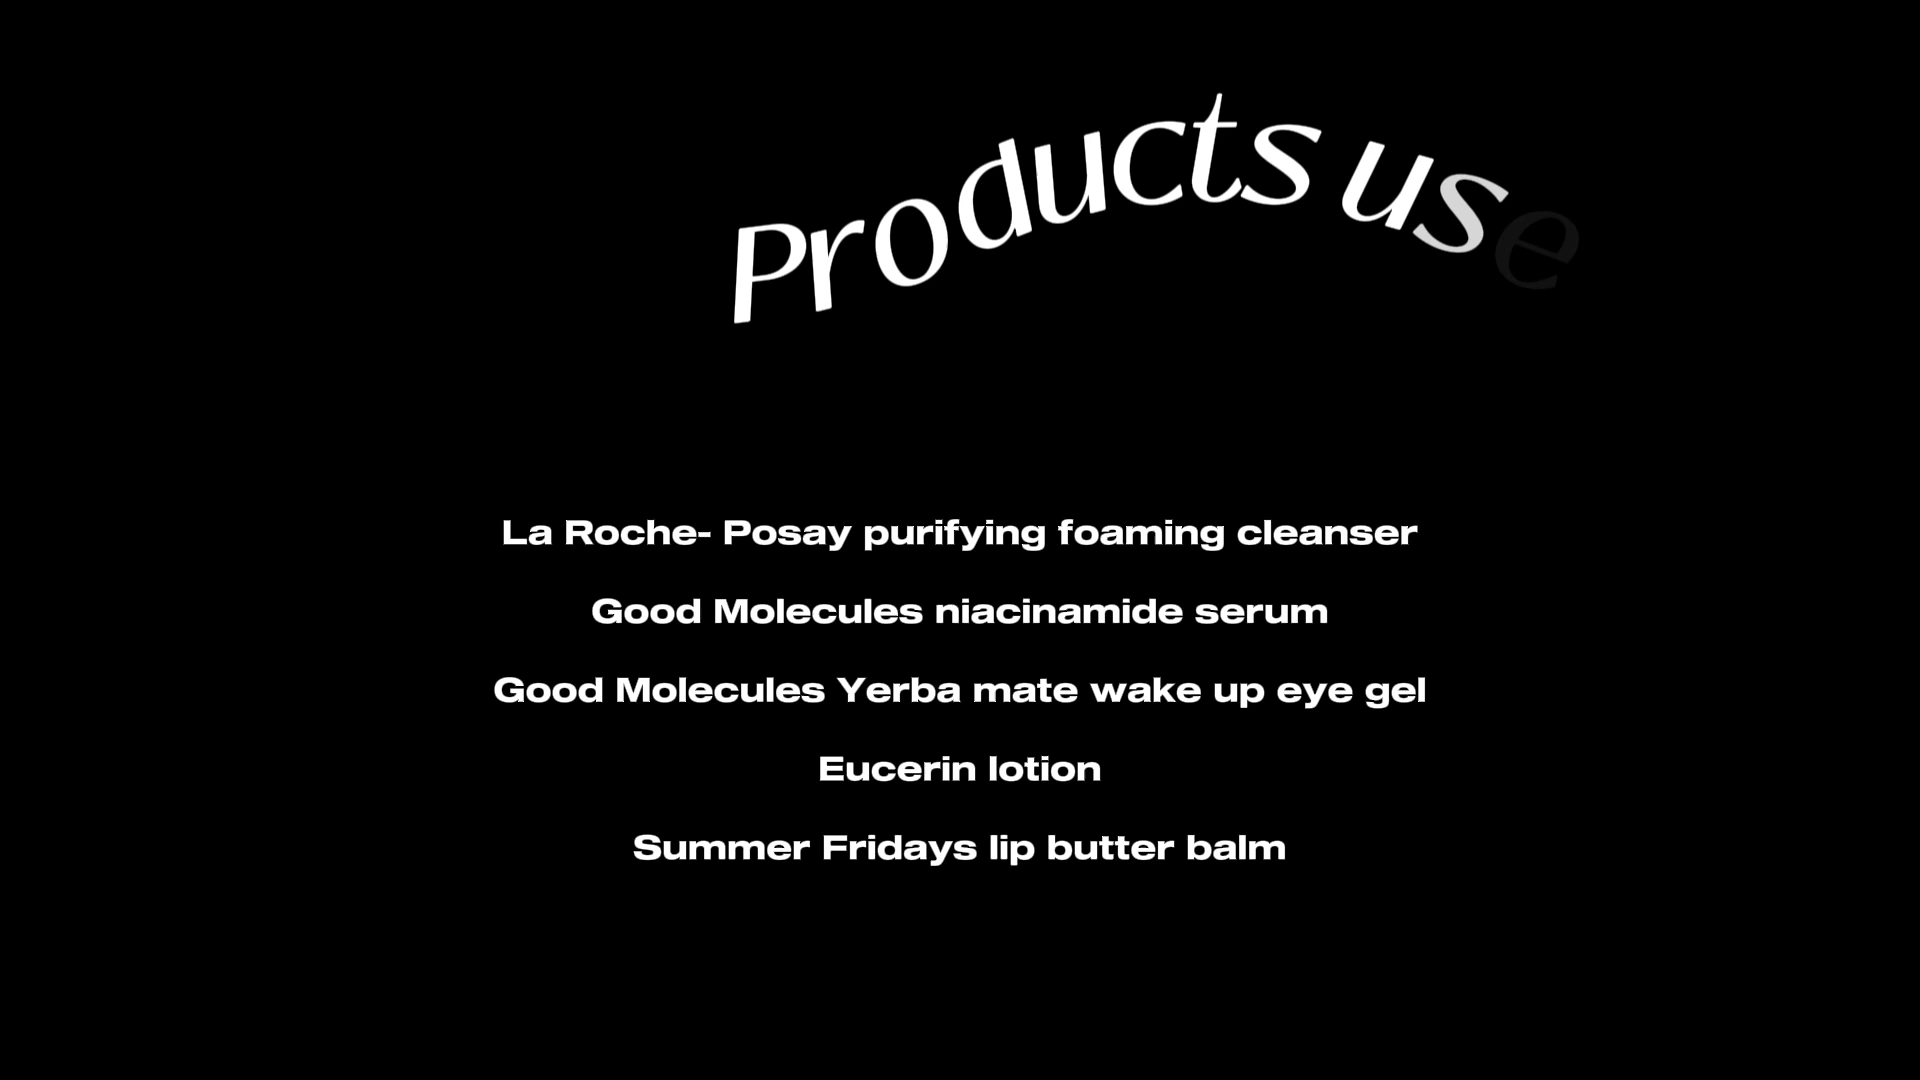 Products use
La Roche- Posay purifying foaming cleanser
Good Molecules niacinamide serum
Good Molecules Yerba mate wake up eye gel
Eucerin lotion
Summer Fridays lip butter balm